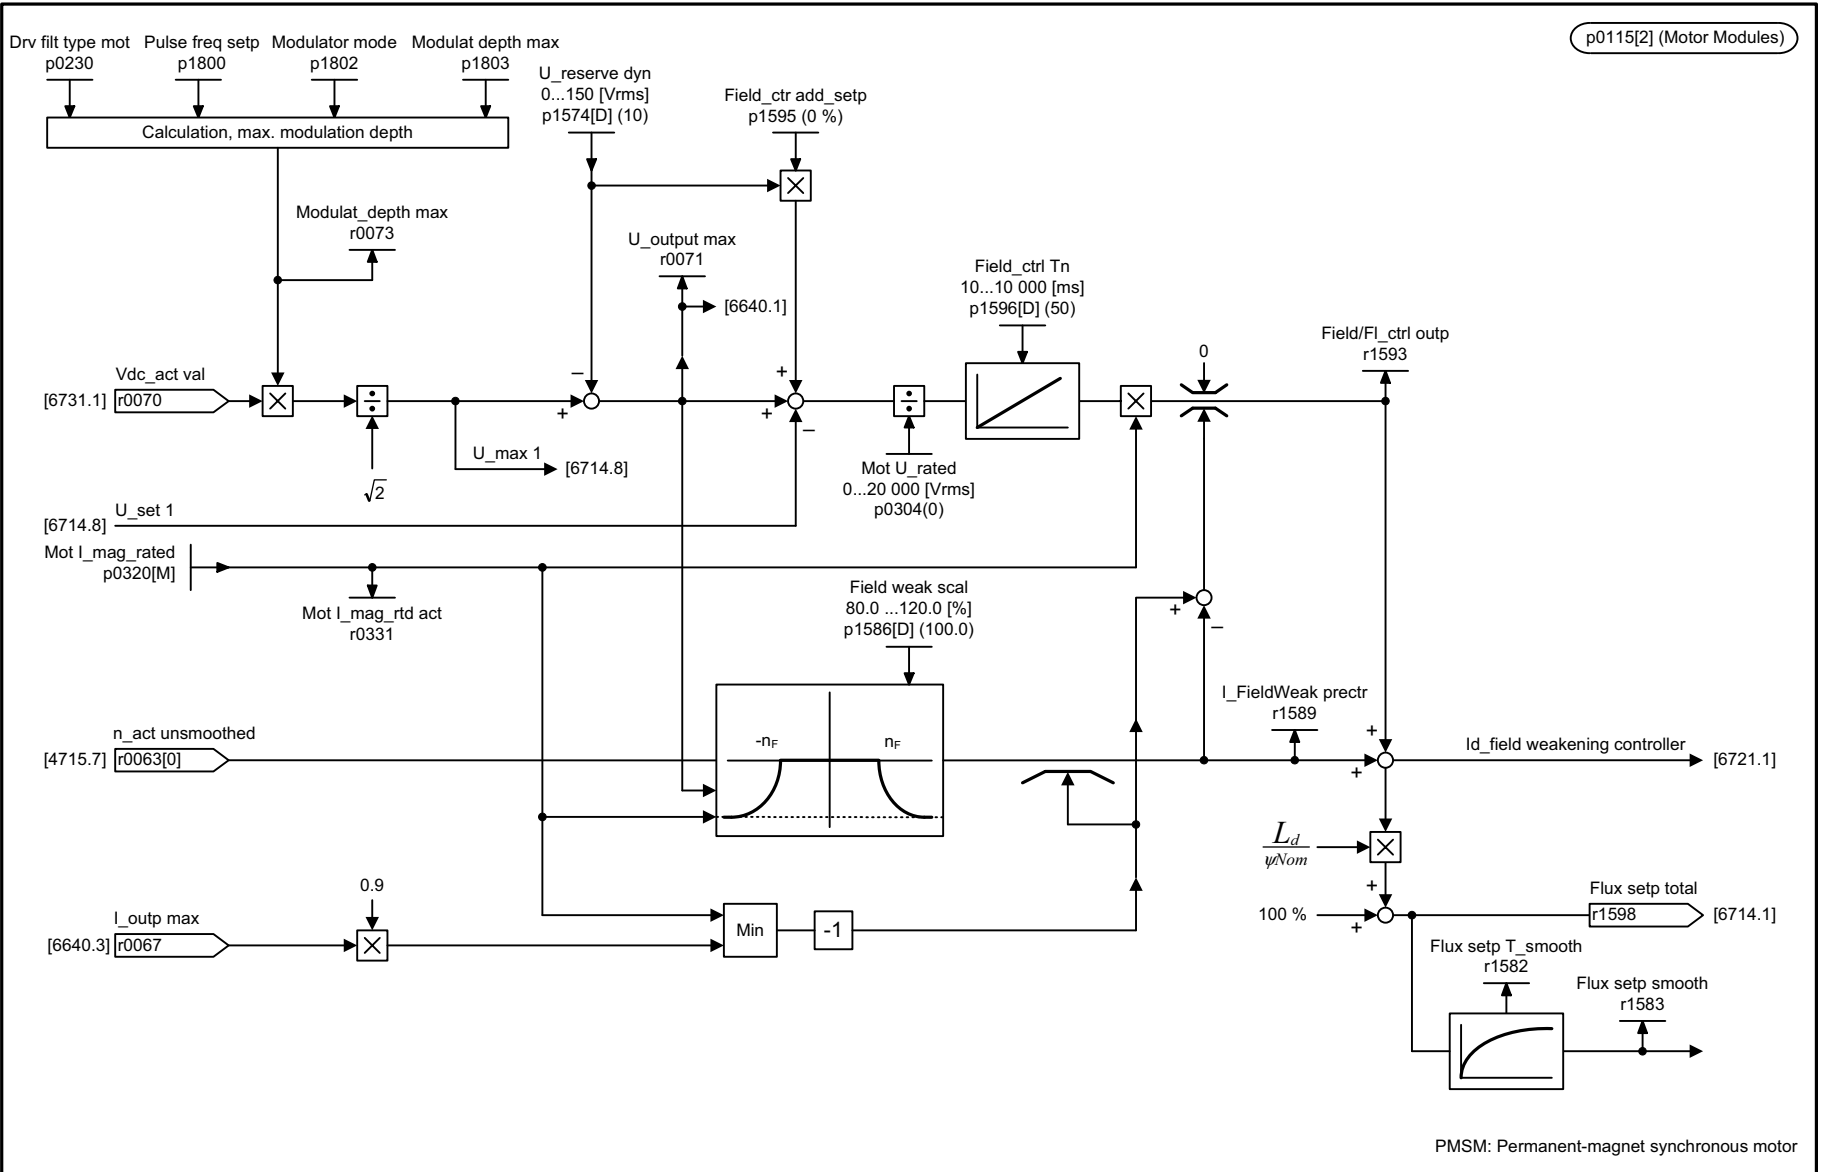 p0115[2] (Motor Modules)
Drv filt type mot
p0230
Pulse freq setp
p1800
Modulator mode
p1802
Modulat depth max
p1803
Calculation, max. modulation depth
U_reserve dyn
0...150 [Vrms]
p1574[D] (10)
Field_ctr add_setp
p1595 (0 %)
×
Modulat_depth max
r0073
U_output max
r0071
[6640.1]
Field_ctrl Tn
10...10 000 [ms]
p1596[D] (50)
Field/Fl_ctrl outp
r1593
0
Vdc_act val
[6731.1] r0070
×
÷
–
+
+
+
–
÷
×
U_max 1
[6714.8]
√2
Mot U_rated
0...20 000 [Vrms]
p0304(0)
[6714.8] U_set 1
Mot I_mag_rated
p0320[M]
Mot I_mag_rtd act
r0331
Field weak scal
80.0 ...120.0 [%]
p1586[D] (100.0)
+
–
I_FieldWeak prectr
r1589
n_act unsmoothed
[4715.7] r0063[0]
-nF
nF
+
+
Id_field weakening controller
[6721.1]
Ld
ψNom
×
0.9
I_outp max
[6640.3] r0067
×
Min
-1
+
100 %
+
Flux setp total
r1598
[6714.1]
Flux setp T_smooth
r1582
Flux setp smooth
r1583
PMSM: Permanent-magnet synchronous motor